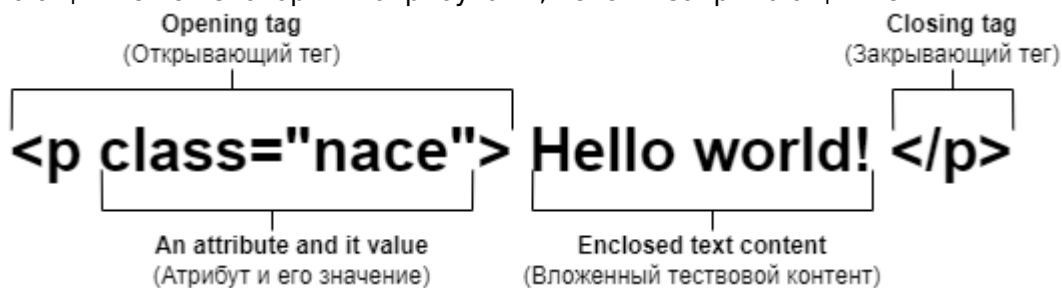 Opening tag
(Открывающий тег)
Closing tag
(Закрывающий тег)
<p class="nace"> Hello world! </p>
An attribute and it value
(Атрибут и его значение)
Enclosed text content
(Вложенный тествовой контент)